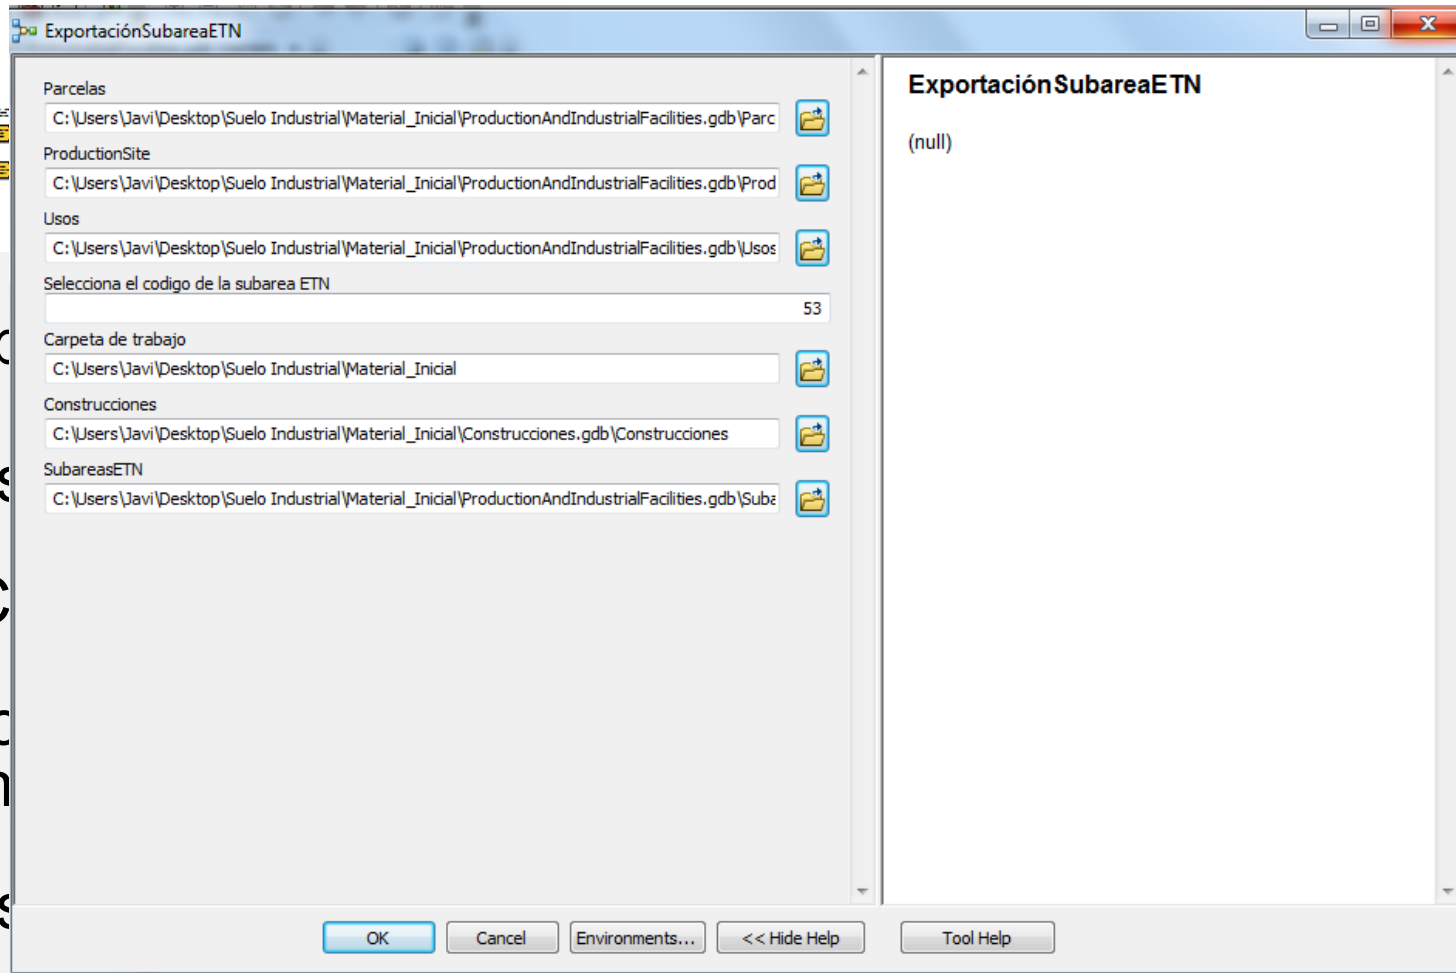 ExportaciónSubareaETN
Parcelas
C:\Users\Javi\Desktop\Suelo Industrial\Material_Inicial\ProductionAndIndustrialFacilities.gdb\Parc
ProductionSite
C:\Users\Javi\Desktop\Suelo Industrial\Material_Inicial\ProductionAndIndustrialFacilities.gdb\Prod
Usos
C:\Users\Javi\Desktop\Suelo Industrial\Material_Inicial\ProductionAndIndustrialFacilities.gdb\Usos
Selecciona el codigo de la subarea ETN
53
Carpeta de trabajo
C:\Users\Javi\Desktop\Suelo Industrial\Material_Inicial
Construcciones
C:\Users\Javi\Desktop\Suelo Industrial\Material_Inicial\Construcciones.gdb\Construcciones
SubareasETN
C:\Users\Javi\Desktop\Suelo Industrial\Material_Inicial\ProductionAndIndustrialFacilities.gdb\Suba
ExportaciónSubareaETN
(null)
OK Cancel Environments... << Hide Help Tool Help